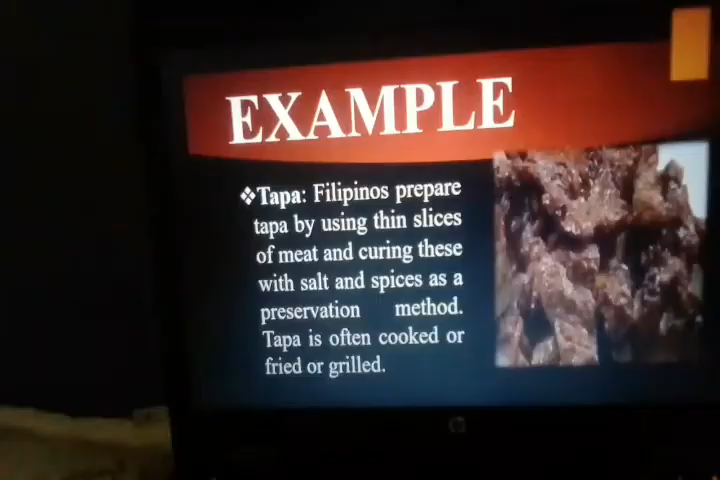 EXAMPLE
❖Tapa: Filipinos prepare
tapa by using thin slices
of meat and curing these
with salt and spices as a
preservation method.
Tapa is often cooked or
fried or grilled.
hp